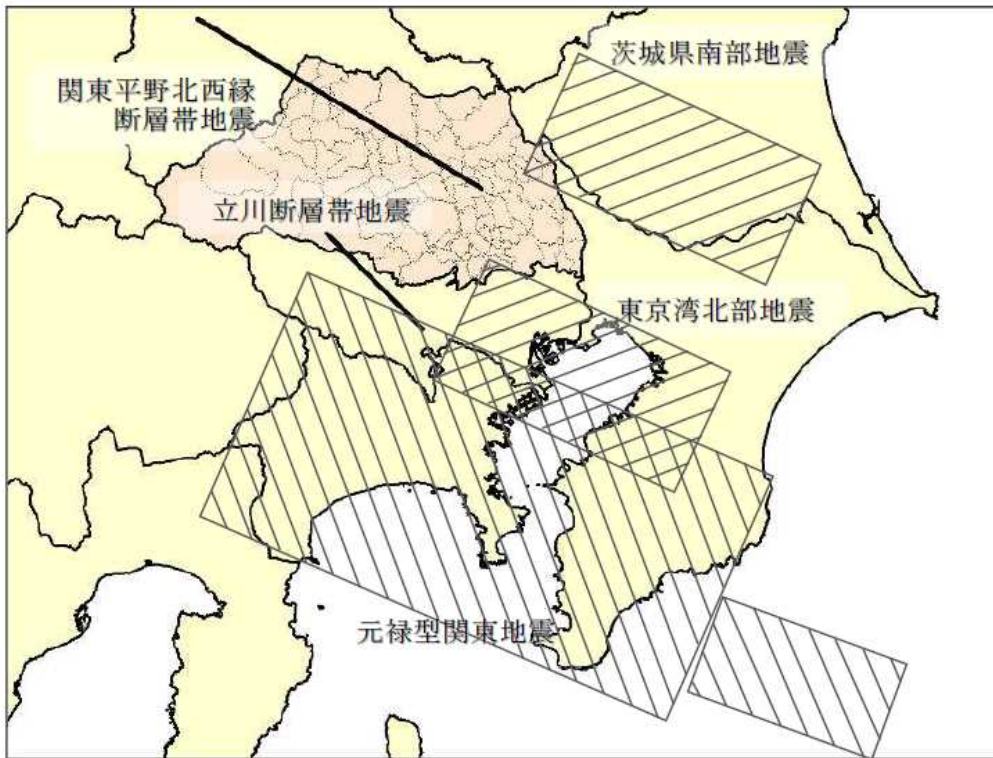 茨城県南部地震
関東平野北西縁
断層帯地震
立川断層帯地震
東京湾北部地震
元禄型関東地震